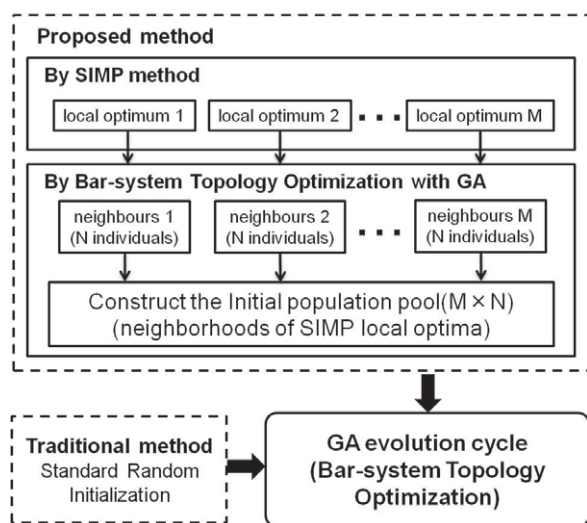 Proposed method
By SIMP method
local optimum 1
local optimum 2
local optimum M
By Bar-system Topology Optimization with GA
neighbours 1
(N individuals)
neighbours 2
(N individuals)
neighbours M
(N individuals)
Construct the Initial population pool(M × N)
(neighborhoods of SIMP local optima)
Traditional method
Standard Random
Initialization
GA evolution cycle
(Bar-system Topology
Optimization)